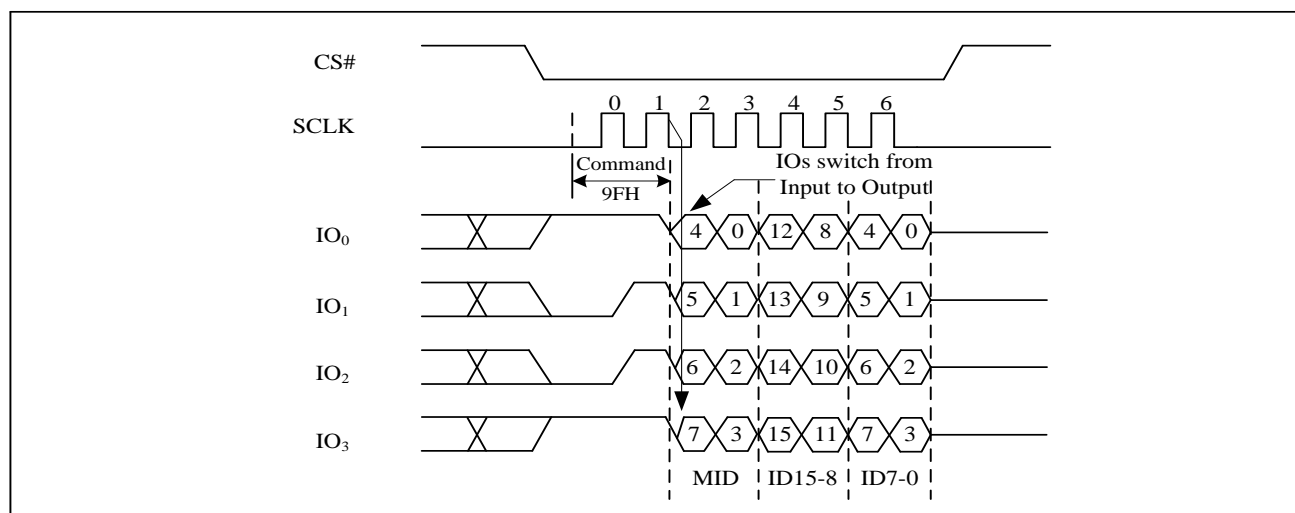 CS#
0 1 2 3 4 5 6
SCLK
Command
9FH
IOs switch from
Input to Output
IO₀ 4 0 12 8 4 0
IO₁ 5 1 13 9 5 1
IO₂ 6 2 14 10 6 2
IO₃ 7 3 15 11 7 3
MID ID15-8 ID7-0